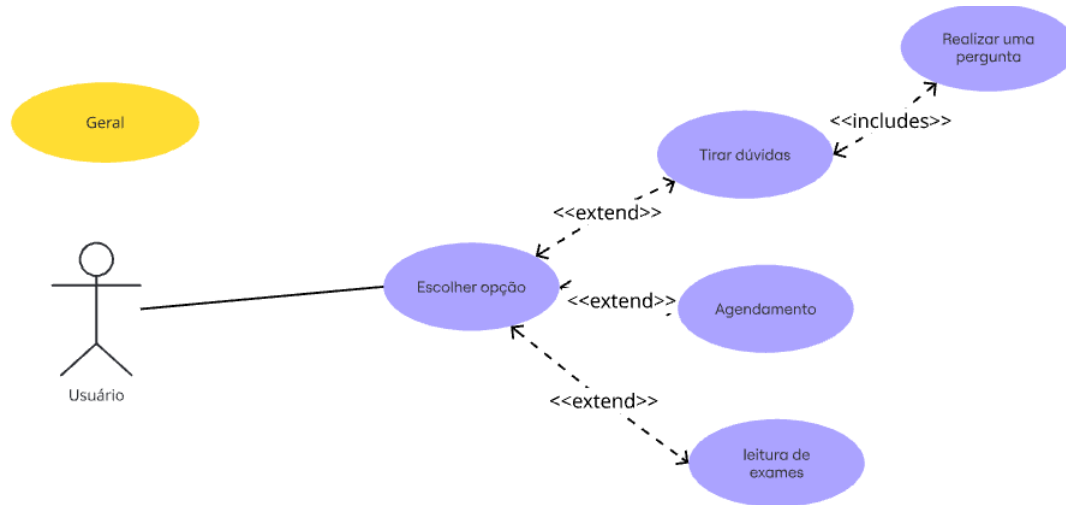 Realizar uma
pergunta
Geral
<<includes>>
Tirar dúvidas
<<extend>>
Escolher opção
<<extend>>
Agendamento
Usuário
<<extend>>
leitura de
exames